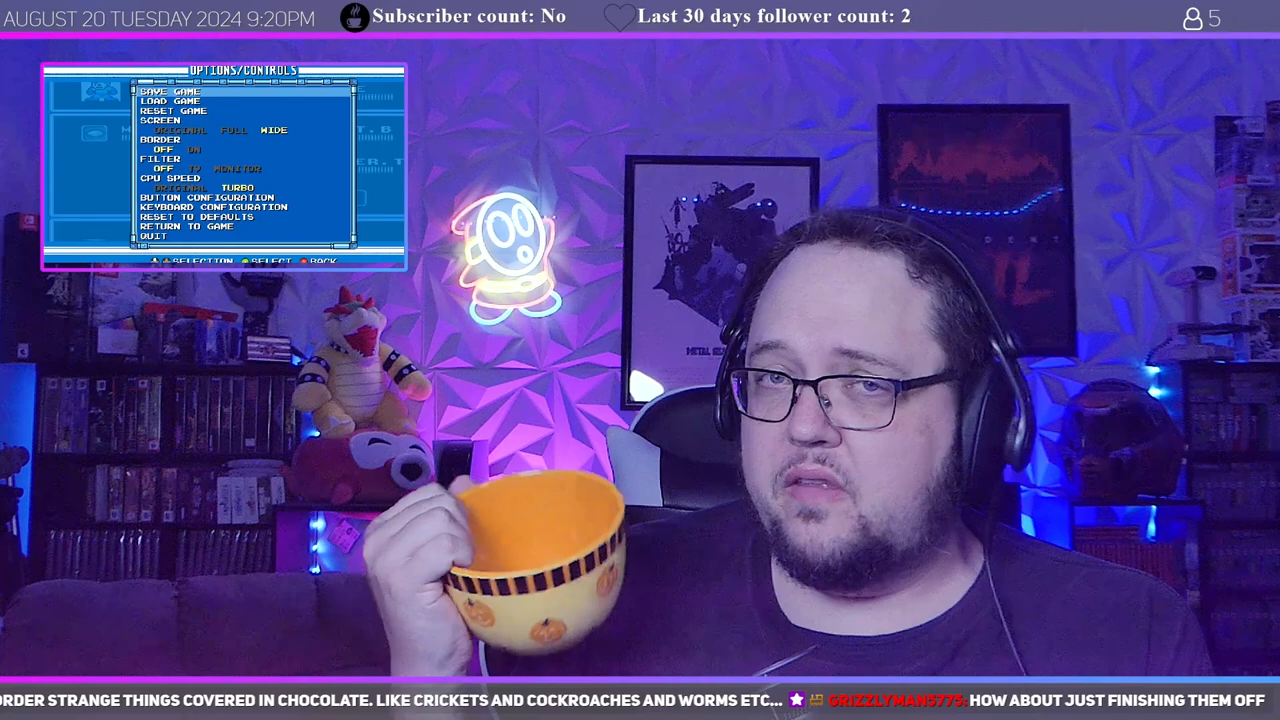 AUGUST 20 TUESDAY 2024 9:20PM
Subscriber count: No
Last 30 days follower count: 2
5
OPTIONS/CONTROLS
SAVE GAME
LOAD GAME
RESET GAME
SCREEN
ORIGINAL FULL WIDE
BORDER
OFF ON
FILTER
OFF TV MONITOR
CPU SPEED
ORIGINAL TURBO
BUTTON CONFIGURATION
KEYBOARD CONFIGURATION
RESET TO DEFAULTS
RETURN TO GAME
QUIT
SELECTION SELECT BACK
METAL GEAR
ORDER STRANGE THINGS COVERED IN CHOCOLATE. LIKE CRICKETS AND COCKROACHES AND WORMS ETC... GRIZZLYMAN5775: HOW ABOUT JUST FINISHING THEM OFF